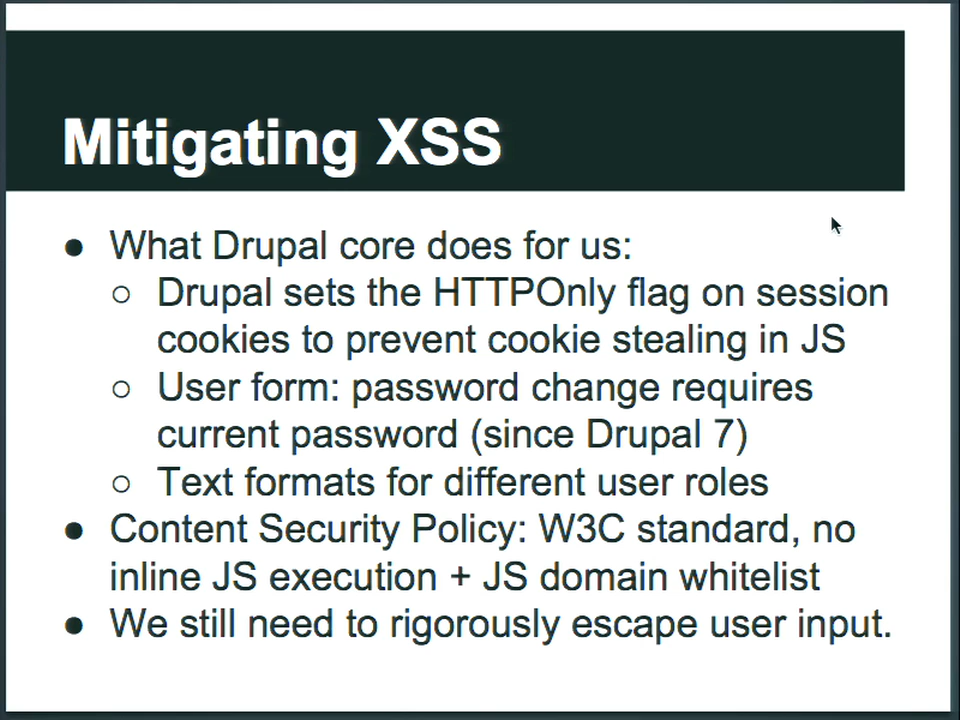 Mitigating XSS
● What Drupal core does for us:
○ Drupal sets the HTTPOnly flag on session
cookies to prevent cookie stealing in JS
○ User form: password change requires
current password (since Drupal 7)
○ Text formats for different user roles
● Content Security Policy: W3C standard, no
inline JS execution + JS domain whitelist
● We still need to rigorously escape user input.